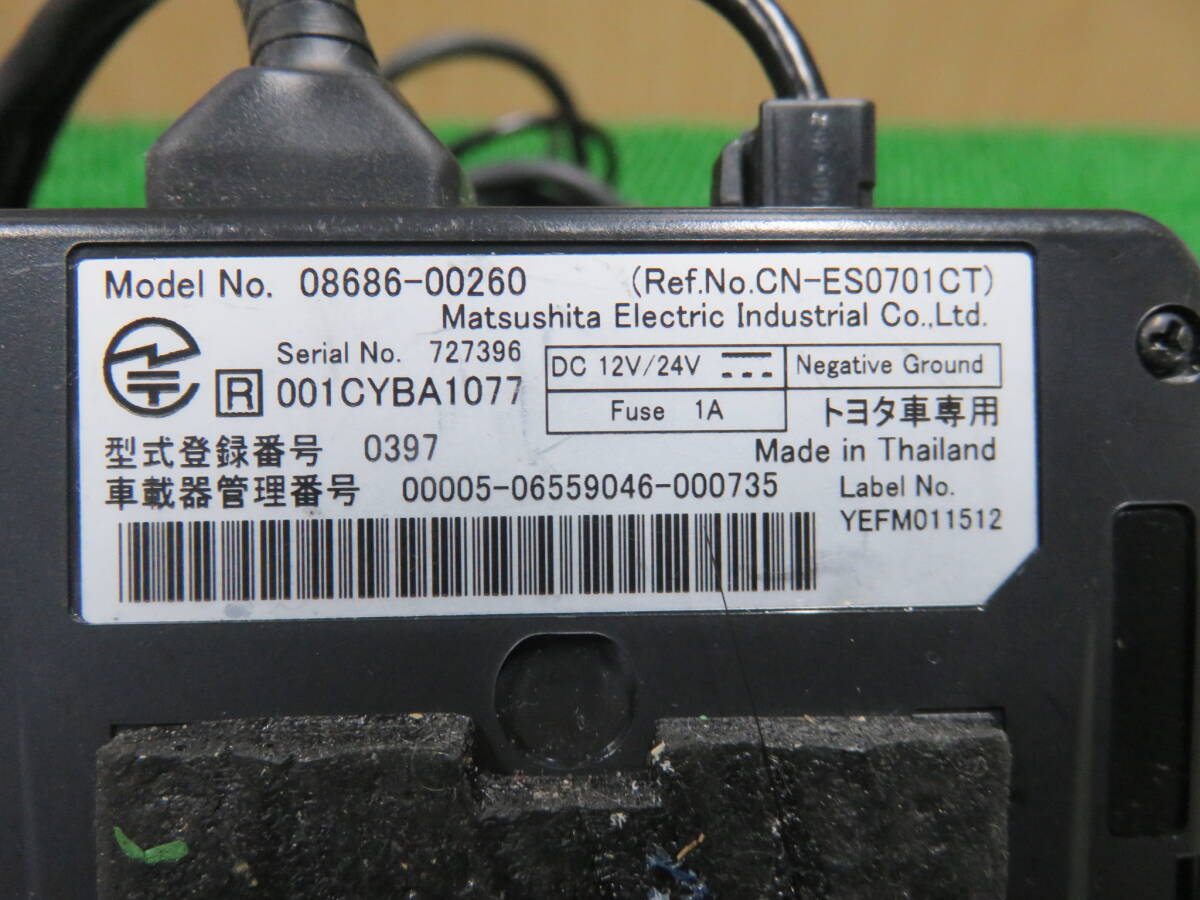 Model No. 08686-00260 (Ref.No.CN-ES0701CT)
Matsushita Electric Industrial Co.,Ltd.
Serial No. 727396
R 001CYBA1077
DC 12V/24V
Negative Ground
Fuse 1A
トヨタ車専用
型式登録番号 0397
Made in Thailand
車載器管理番号 00005-06559046-000735
Label No.
YEFM011512